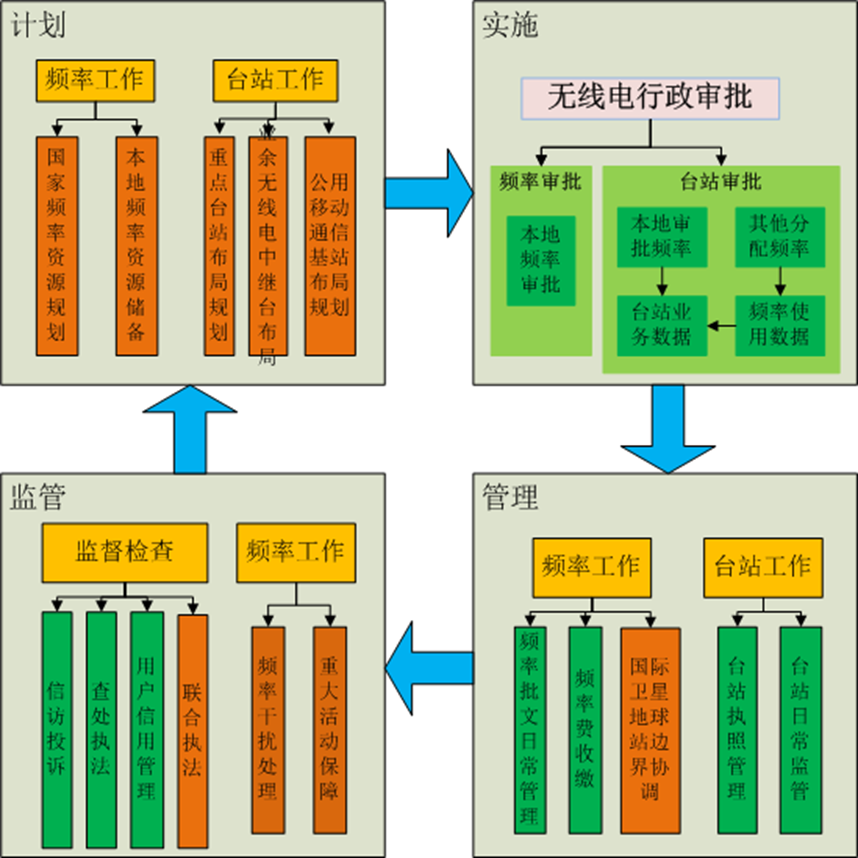 计划
频率工作
国家频率资源规划
本地频率资源储备
台站工作
重点台站布局规划
业余无线电中继台布局
公用移动通信基站布局规划
实施
无线电行政审批
频率审批
本地
频率
审批
台站审批
本地审
批频率
其他分
配频率
台站业
务数据
频率使
用数据
监管
监督检查
信访投诉
查处执法
用户信用管理
联合执法
频率工作
频率干扰处理
重大活动保障
管理
频率工作
频率批文日常管理
频率费收缴
国际卫星地球站边界协调
台站工作
台站执照管理
台站日常监管